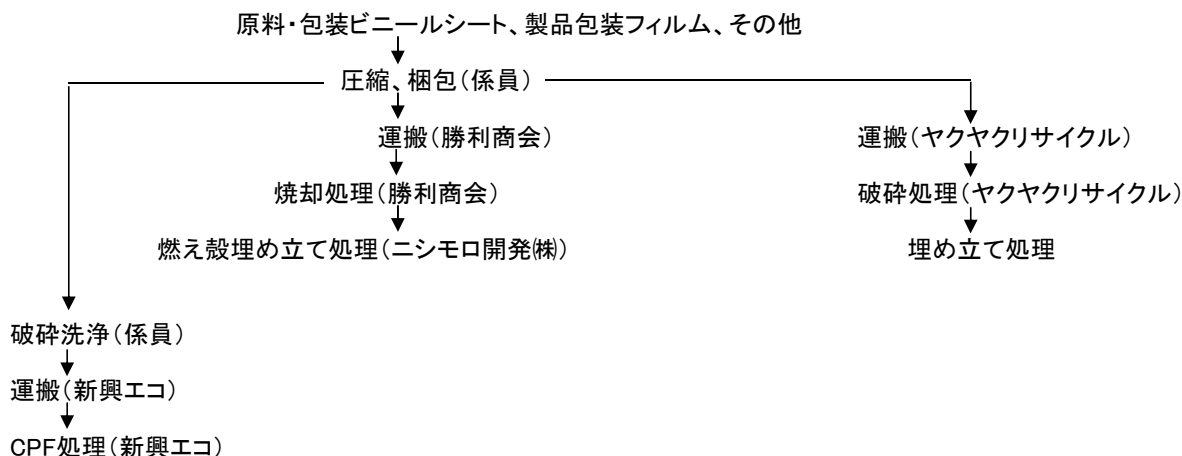 原料・包装ビニールシート、製品包装フィルム、その他
圧縮、梱包(係員)
運搬(勝利商会)
運搬(ヤクヤクリサイクル)
焼却処理(勝利商会)
破砕処理(ヤクヤクリサイクル)
燃え殻埋め立て処理(ニシモロ開発㈱)
埋め立て処理
破砕洗浄(係員)
運搬(新興エコ)
CPF処理(新興エコ)